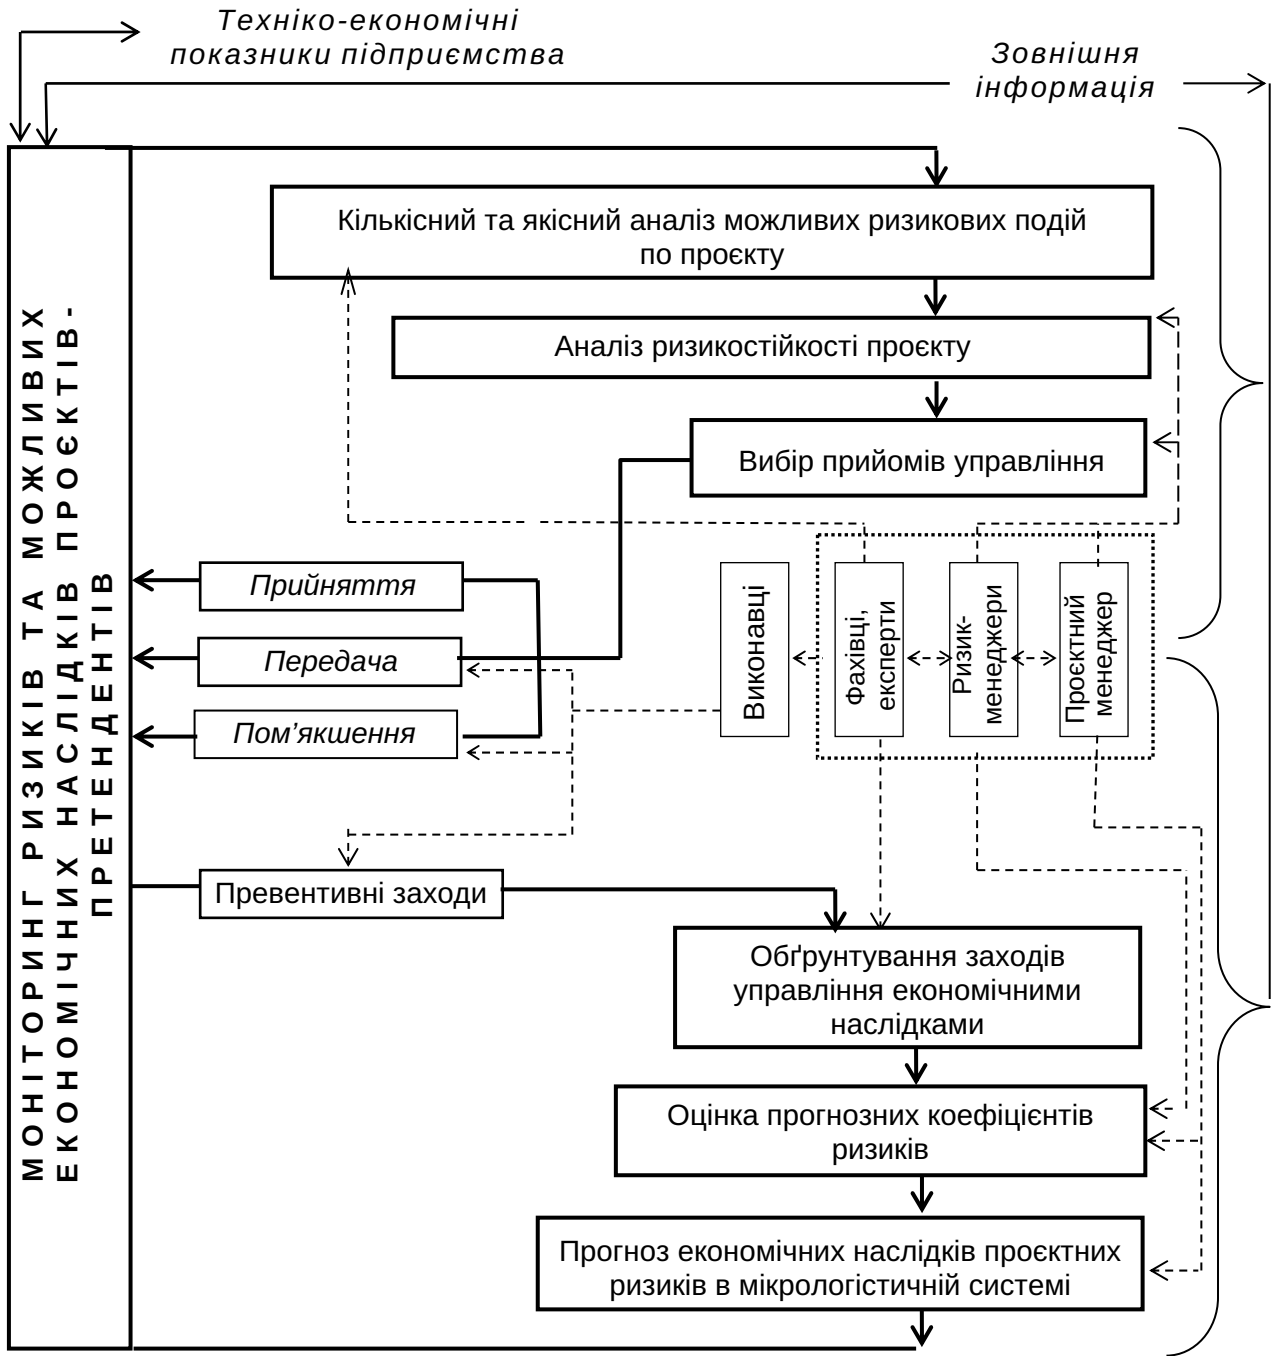 Техніко-економічні
показники підприємства
Зовнішня
інформація
МОНІТОРИНГ РИЗИКІВ ТА МОЖЛИВИХ
ЕКОНОМІЧНИХ НАСЛІДКІВ ПРОЄКТІВ-
ПРЕТЕНДЕНТІВ
Кількісний та якісний аналіз можливих ризикових подій
по проєкту
Аналіз ризикостійкості проєкту
Вибір прийомів управління
Прийняття
Передача
Пом’якшення
Виконавці
Фахівці,
експерти
Ризик-
менеджери
Проєктний
менеджер
Превентивні заходи
Обґрунтування заходів
управління економічними
наслідками
Оцінка прогнозних коефіцієнтів
ризиків
Прогноз економічних наслідків проєктних
ризиків в мікрологістичній системі